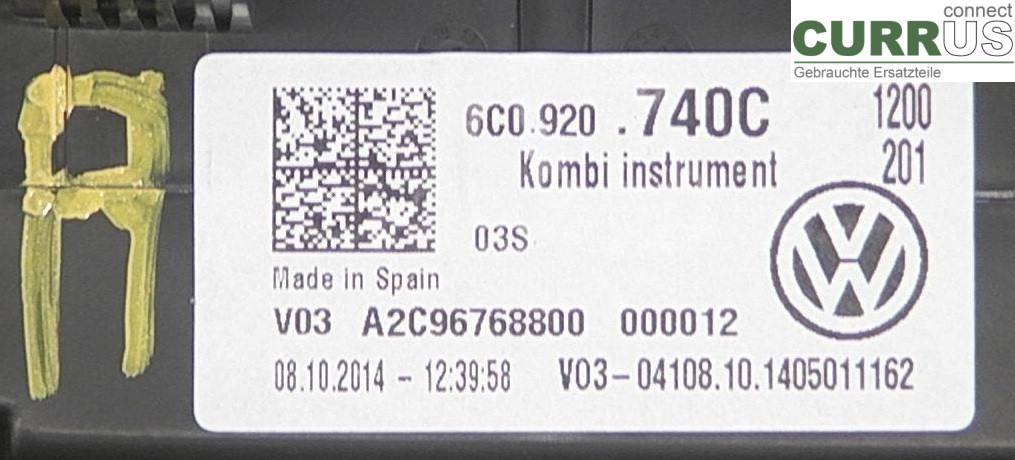 connect
CURRUS
Gebrauchte Ersatzteile
A
6C0.920 .740C 1200
Kombi instrument 201
03S
Made in Spain
V03 A2C96768800 000012
08.10.2014 - 12:39:58 V03-04108.10.1405011162